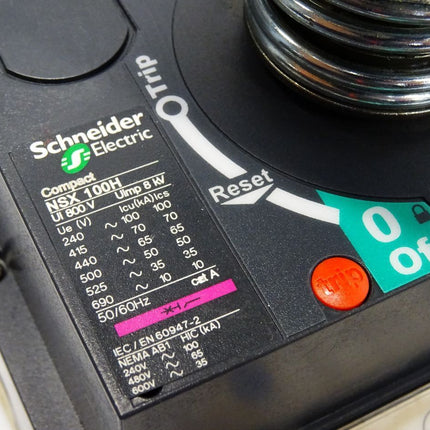 Trip
Schneider
Electric
Compact
NSX 100H
Ui 800 V Uimp 8 kV
Ue (V) Icu(kA) Ics
240 ~ 100 100
415 ~ 70 70
440 ~ 65 65
500 ~ 50 50
525 ~ 35 35
690 ~ 10 10
50/60Hz cat A
IEC / EN 60947-2
NEMA AB1 HIC (kA)
240V ~ 100
480V ~ 65
600V ~ 35
Reset
0
Of